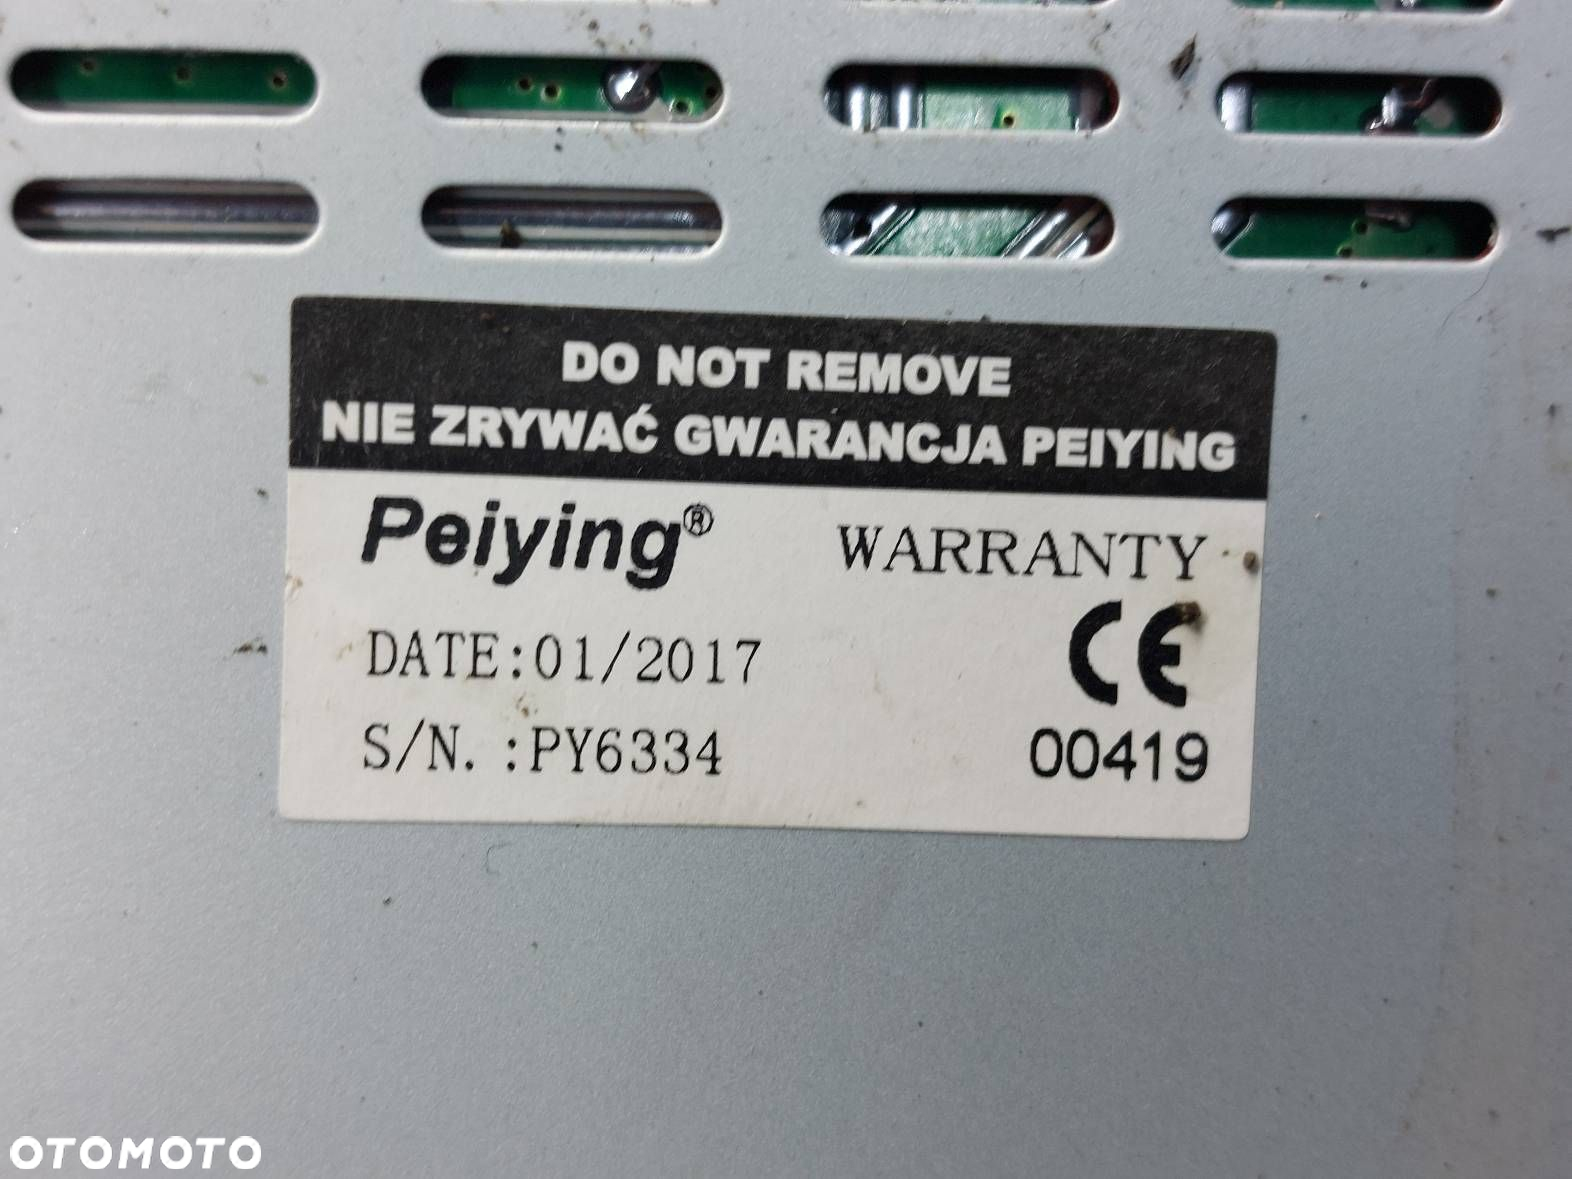 DO NOT REMOVE
NIE ZRYWAĆ GWARANCJA PEIYING
Peiying® WARRANTY
DATE:01/2017 CE
S/N. :PY6334 00419
OTOMOTO